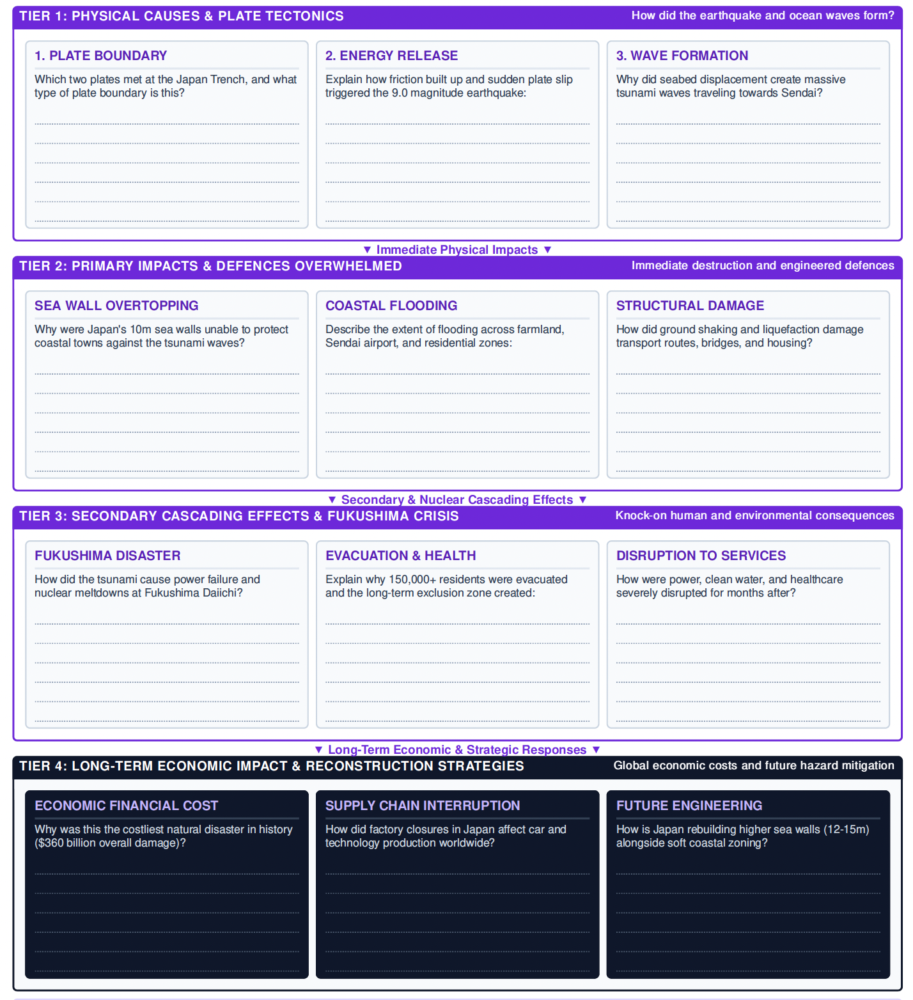 TIER 1: PHYSICAL CAUSES & PLATE TECTONICS
How did the earthquake and ocean waves form?
1. PLATE BOUNDARY
Which two plates met at the Japan Trench, and what
type of plate boundary is this?
2. ENERGY RELEASE
Explain how friction built up and sudden plate slip
triggered the 9.0 magnitude earthquake:
3. WAVE FORMATION
Why did seabed displacement create massive
tsunami waves traveling towards Sendai?
▼ Immediate Physical Impacts ▼
TIER 2: PRIMARY IMPACTS & DEFENCES OVERWHELMED
Immediate destruction and engineered defences
SEA WALL OVERTOPPING
Why were Japan's 10m sea walls unable to protect
coastal towns against the tsunami waves?
COASTAL FLOODING
Describe the extent of flooding across farmland,
Sendai airport, and residential zones:
STRUCTURAL DAMAGE
How did ground shaking and liquefaction damage
transport routes, bridges, and housing?
▼ Secondary & Nuclear Cascading Effects ▼
TIER 3: SECONDARY CASCADING EFFECTS & FUKUSHIMA CRISIS
Knock-on human and environmental consequences
FUKUSHIMA DISASTER
How did the tsunami cause power failure and
nuclear meltdowns at Fukushima Daiichi?
EVACUATION & HEALTH
Explain why 150,000+ residents were evacuated
and the long-term exclusion zone created:
DISRUPTION TO SERVICES
How were power, clean water, and healthcare
severely disrupted for months after?
▼ Long-Term Economic & Strategic Responses ▼
TIER 4: LONG-TERM ECONOMIC IMPACT & RECONSTRUCTION STRATEGIES
Global economic costs and future hazard mitigation
ECONOMIC FINANCIAL COST
Why was this the costliest natural disaster in history
($360 billion overall damage)?
SUPPLY CHAIN INTERRUPTION
How did factory closures in Japan affect car and
technology production worldwide?
FUTURE ENGINEERING
How is Japan rebuilding higher sea walls (12-15m)
alongside soft coastal zoning?